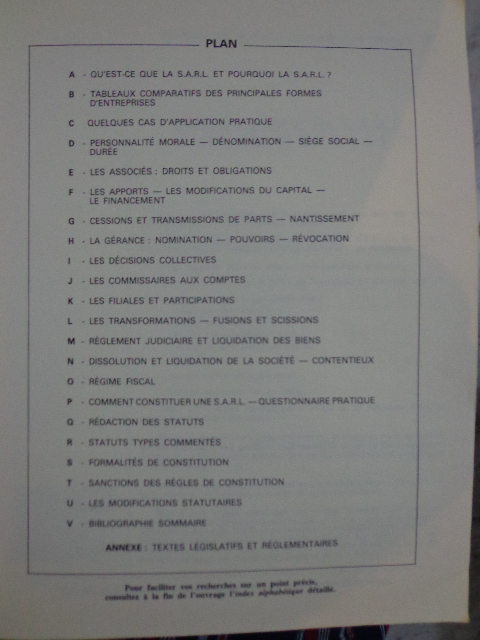 PLAN
A - QU'EST-CE QUE LA S.A.R.L. ET POURQUOI LA S.A.R.L. ?
B - TABLEAUX COMPARATIFS DES PRINCIPALES FORMES
D'ENTREPRISES
C QUELQUES CAS D'APPLICATION PRATIQUE
D - PERSONNALITÉ MORALE — DÉNOMINATION — SIÈGE SOCIAL —
DURÉE
E - LES ASSOCIÉS : DROITS ET OBLIGATIONS
F - LES APPORTS — LES MODIFICATIONS DU CAPITAL —
LE FINANCEMENT
G - CESSIONS ET TRANSMISSIONS DE PARTS — NANTISSEMENT
H - LA GÉRANCE : NOMINATION — POUVOIRS — RÉVOCATION
I - LES DÉCISIONS COLLECTIVES
J - LES COMMISSAIRES AUX COMPTES
K - LES FILIALES ET PARTICIPATIONS
L - LES TRANSFORMATIONS — FUSIONS ET SCISSIONS
M - RÈGLEMENT JUDICIAIRE ET LIQUIDATION DES BIENS
N - DISSOLUTION ET LIQUIDATION DE LA SOCIÉTÉ — CONTENTIEUX
O - RÉGIME FISCAL
P - COMMENT CONSTITUER UNE S.A.R.L. — QUESTIONNAIRE PRATIQUE
Q - RÉDACTION DES STATUTS
R - STATUTS TYPES COMMENTÉS
S - FORMALITÉS DE CONSTITUTION
T - SANCTIONS DES RÈGLES DE CONSTITUTION
U - LES MODIFICATIONS STATUTAIRES
V - BIBLIOGRAPHIE SOMMAIRE
ANNEXE : TEXTES LÉGISLATIFS ET RÉGLEMENTAIRES
Pour faciliter vos recherches sur un point précis,
consultez à la fin de l'ouvrage l'index alphabétique détaillé.